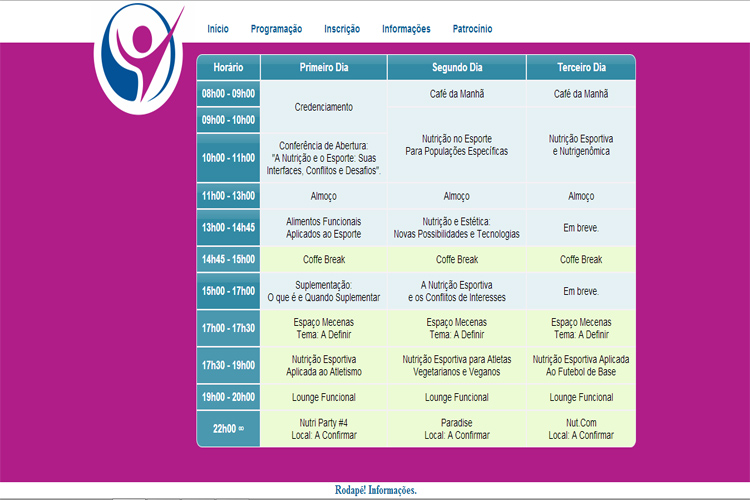 Início Programação Inscrição Informações Patrocinio
Horário Primeiro Dia Segundo Dia Terceiro Dia
08h00 - 09h00 Credenciamento Café da Manhã Café da Manhã
09h00 - 10h00
Nutrição no Esporte
Para Populações Específicas
Nutrição Esportiva
e Nutrigenômica
10h00 - 11h00
Conferência de Abertura:
"A Nutrição e o Esporte: Suas
Interfaces, Conflitos e Desafios".
11h00 - 13h00 Almoço Almoço Almoço
13h00 - 14h45
Alimentos Funcionais
Aplicados ao Esporte
Nutrição e Estética:
Novas Possibilidades e Tecnologias
Em breve.
14h45 - 15h00 Coffe Break Coffe Break Coffe Break
15h00 - 17h00
Suplementação:
O que é e Quando Suplementar
A Nutrição Esportiva
e os Conflitos de Interesses
Em breve.
17h00 - 17h30
Espaço Mecenas
Tema: A Definir
Espaço Mecenas
Tema: A Definir
Espaço Mecenas
Tema: A Definir
17h30 - 19h00
Nutrição Esportiva
Aplicada ao Atletismo
Nutrição Esportiva para Atletas
Vegetarianos e Veganos
Nutrição Esportiva Aplicada
Ao Futebol de Base
19h00 - 20h00 Lounge Funcional Lounge Funcional Lounge Funcional
22h00 ∞
Nutri Party #4
Local: A Confirmar
Paradise
Local: A Confirmar
Nut.Com
Local: A Confirmar
Rodapé! Informações.